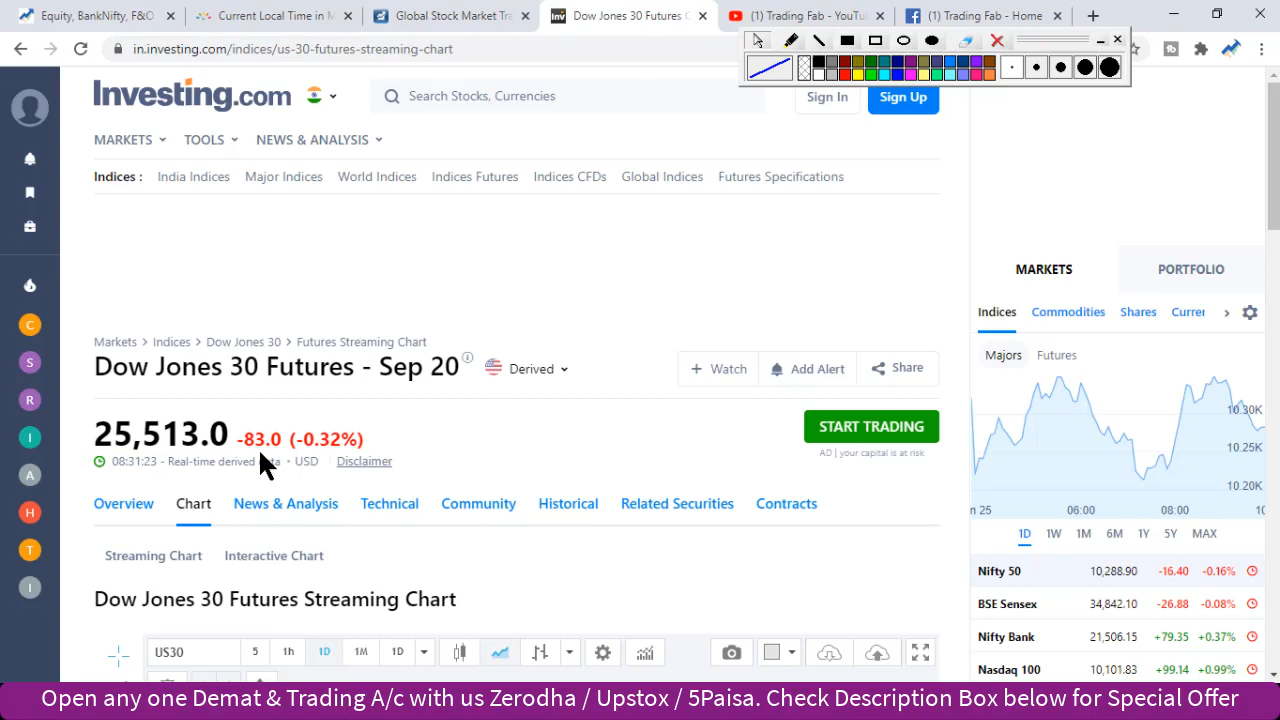 Equity, BankNifty, F&O
Current Local Time in M
Global Stock Market Tra
Dow Jones 30 Futures C
(1) Trading Fab - YouTu
(1) Trading Fab - Home
in.investing.com/indices/us-30-futures-streaming-chart
Investing.com
Search Stocks, Currencies
Sign In
Sign Up
MARKETS
TOOLS
NEWS & ANALYSIS
Indices :
India Indices
Major Indices
World Indices
Indices Futures
Indices CFDs
Global Indices
Futures Specifications
Markets > Indices > Dow Jones 30 > Futures Streaming Chart
Dow Jones 30 Futures - Sep 20
Derived
+ Watch
Add Alert
Share
25,513.0 -83.0 (-0.32%)
START TRADING
08:31:23 - Real-time derived
USD
Disclaimer
AD | your capital is at risk
Overview
Chart
News & Analysis
Technical
Community
Historical
Related Securities
Contracts
Streaming Chart
Interactive Chart
Dow Jones 30 Futures Streaming Chart
US30
5
1h
1D
1M
1D
C
S
R
I
A
H
T
I
MARKETS
PORTFOLIO
Indices
Commodities
Shares
Currer
Majors
Futures
10.30K
10.25K
10.20K
n 25
06:00
08:00
10
1D
1W
1M
6M
1Y
5Y
MAX
Nifty 50 10,288.90 -16.40 -0.16%
BSE Sensex 34,842.10 -26.88 -0.08%
Nifty Bank 21,506.15 +79.35 +0.37%
Nasdaq 100 10,101.83 +99.14 +0.99%
Open any one Demat & Trading A/c with us Zerodha / Upstox / 5Paisa. Check Description Box below for Special Offer